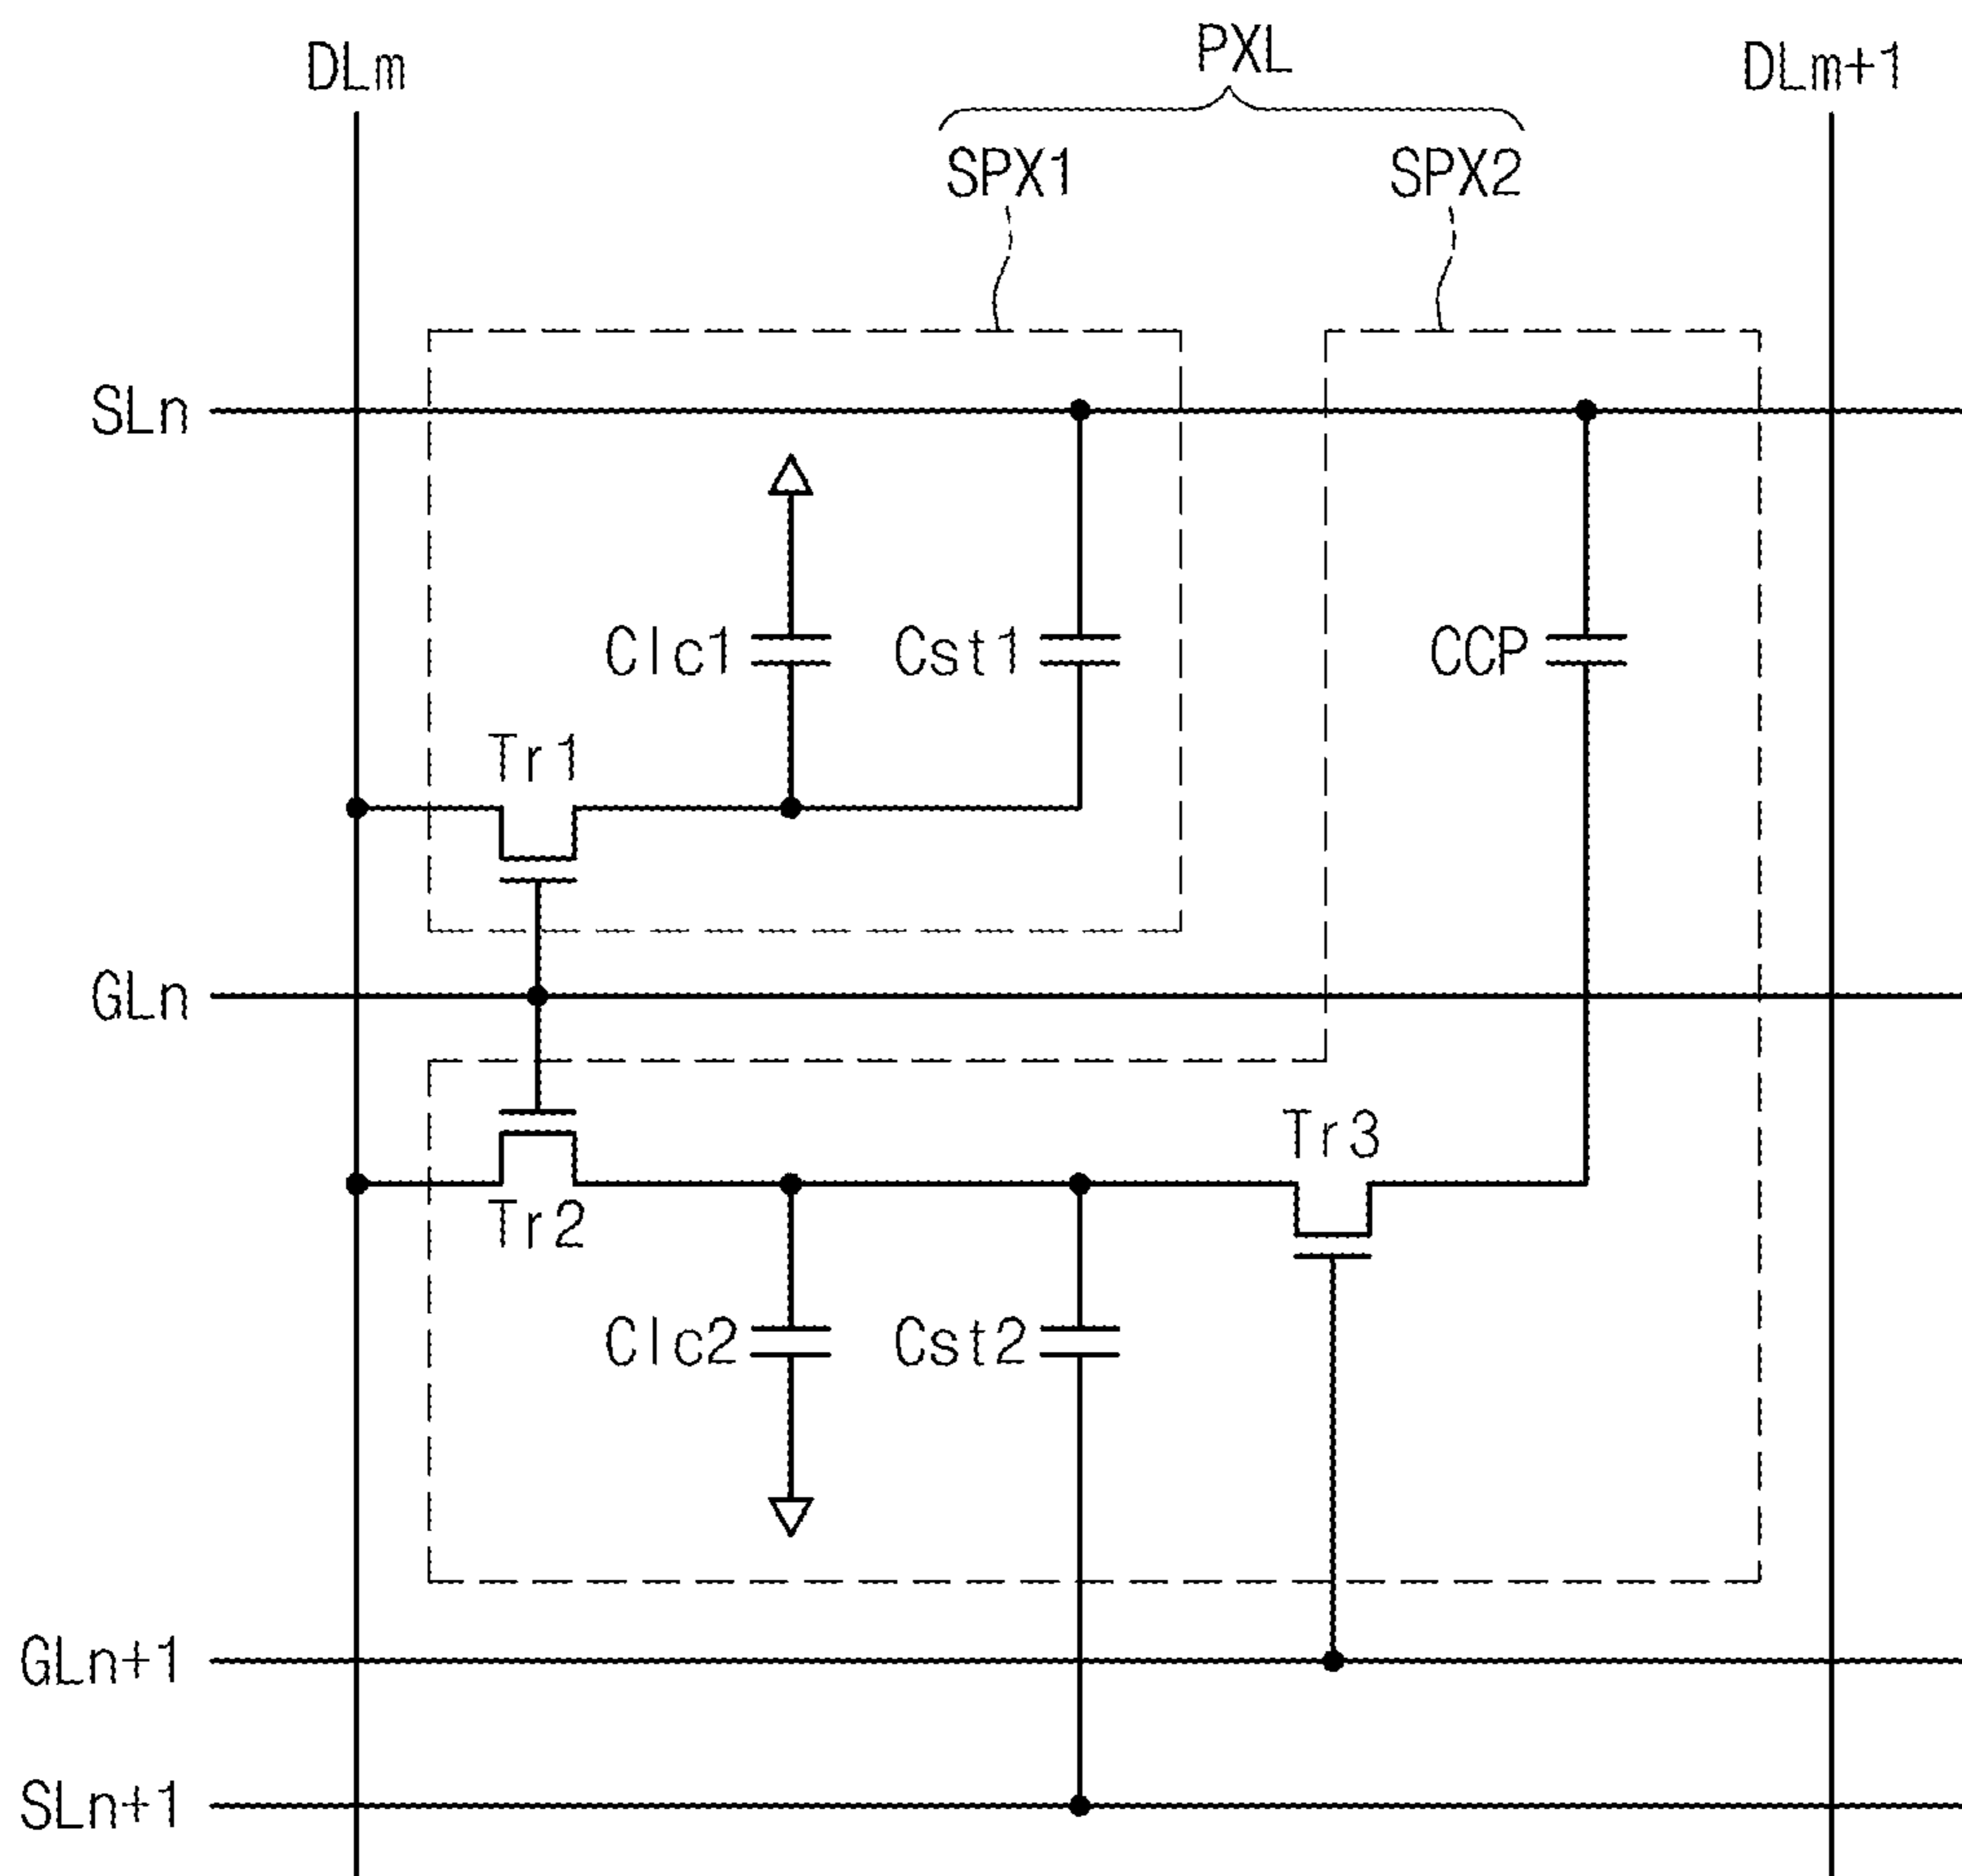 PXL
DLm
DLm+1
SPX1
SPX2
SLn
Clc1
Cst1
CCP
Tr1
GLn
Tr3
Tr2
Clc2
Cst2
GLn+1
SLn+1